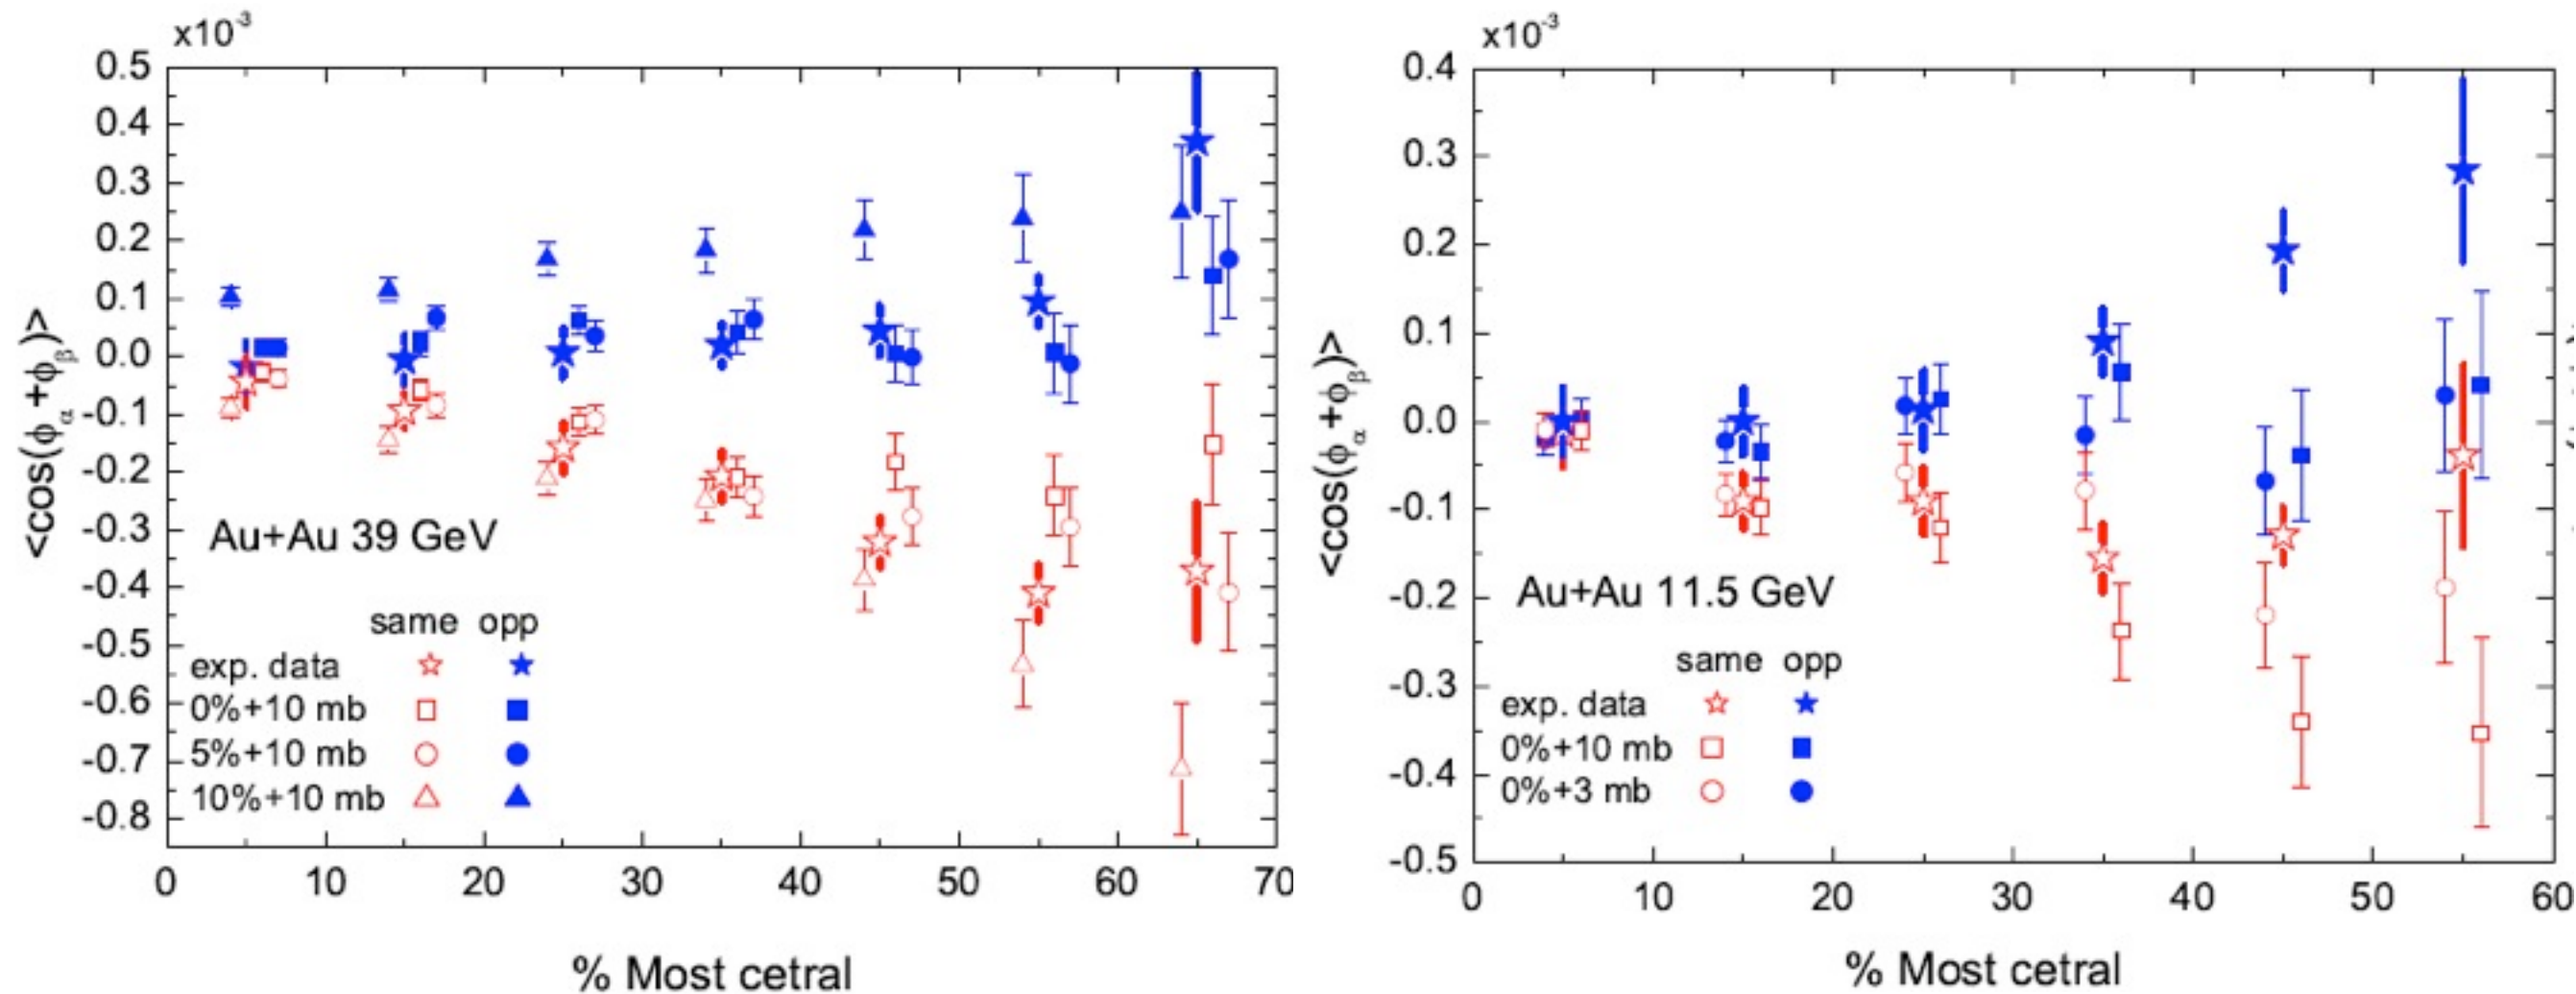 x10-3
0.5
0.4
0.3
0.2
0.1
0.0
-0.1
-0.2
-0.3
-0.4
-0.5
-0.6
-0.7
-0.8
<cos(ϕα+ϕβ)>
Au+Au 39 GeV
same opp
exp. data
0%+10 mb
5%+10 mb
10%+10 mb
0 10 20 30 40 50 60 70
% Most cetral
x10-3
0.4
0.3
0.2
0.1
0.0
-0.1
-0.2
-0.3
-0.4
-0.5
<cos(ϕα+ϕβ)>
Au+Au 11.5 GeV
same opp
exp. data
0%+10 mb
0%+3 mb
0 10 20 30 40 50 60
% Most cetral